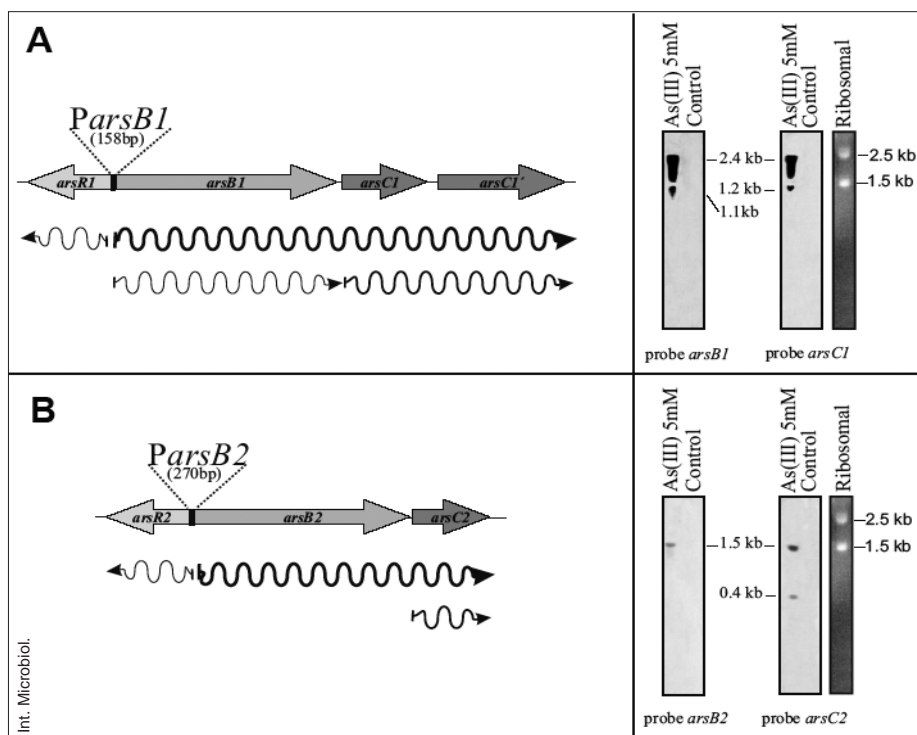 A
ParsB1
(158bp)
arsR1
arsB1
arsC1
arsC1´
As(III) 5mM
Control
As(III) 5mM
Control
Ribosomal
2.4 kb
1.2 kb
1.1kb
2.5 kb
1.5 kb
probe arsB1
probe arsC1
B
ParsB2
(270bp)
arsR2
arsB2
arsC2
As(III) 5mM
Control
As(III) 5mM
Control
Ribosomal
1.5 kb
0.4 kb
2.5 kb
1.5 kb
probe arsB2
probe arsC2
Int. Microbiol.